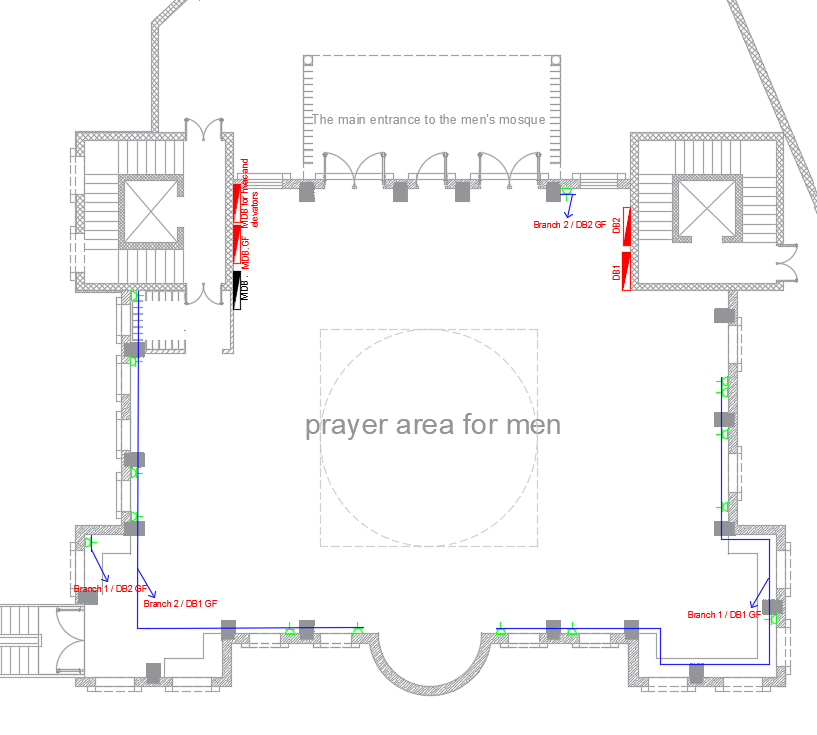 The main entrance to the men's mosque
MDB for hvac and
elevators
MDB.GF
MDB .
Branch 2 / DB2 GF
DB2
DB1
prayer area for men
Branch 1 / DB2 GF
Branch 2 / DB1 GF
Branch 1 / DB1 GF